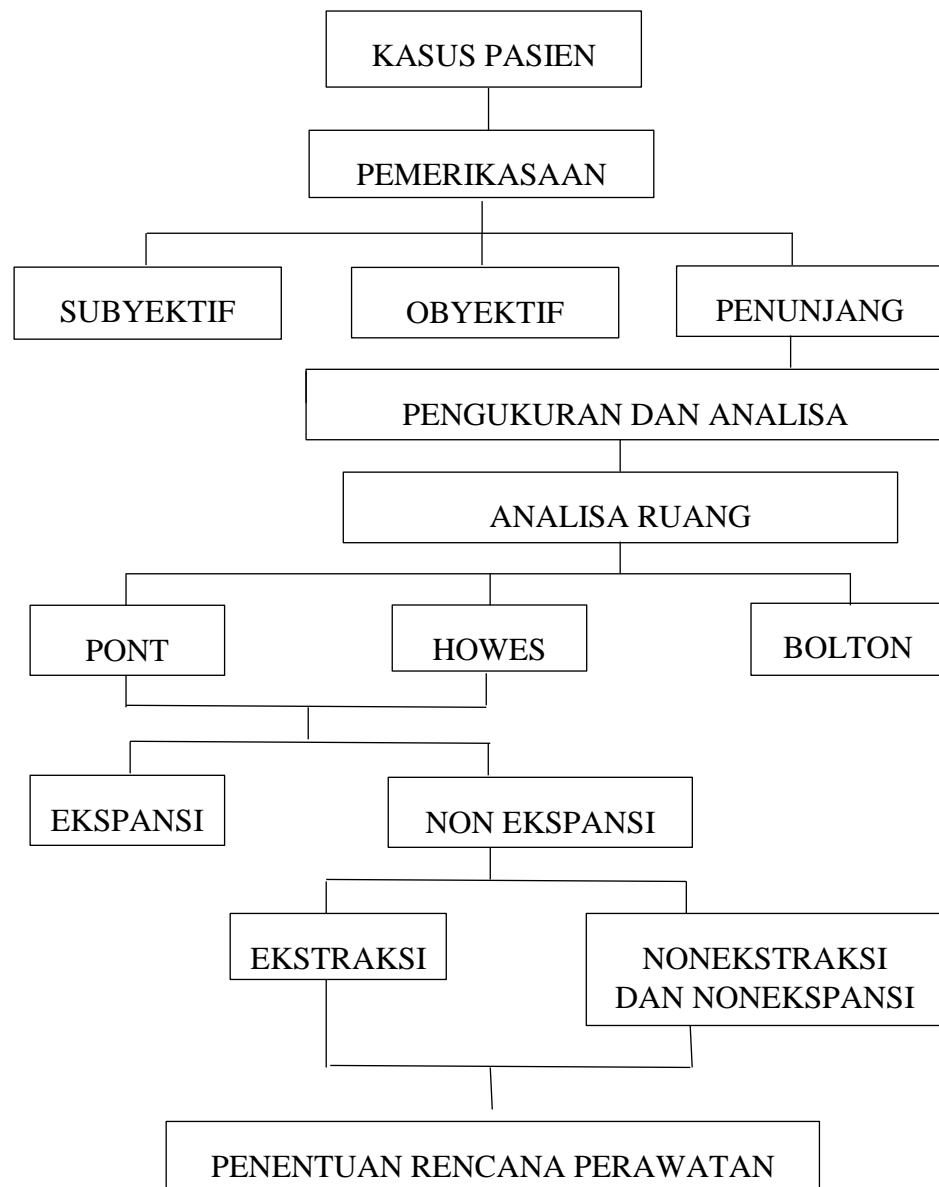 KASUS PASIEN
PEMERIKASAAN
SUBYEKTIF
OBYEKTIF
PENUNJANG
PENGUKURAN DAN ANALISA
ANALISA RUANG
PONT
HOWES
BOLTON
EKSPANSI
NON EKSPANSI
EKSTRAKSI
NONEKSTRAKSI
DAN NONEKSPANSI
PENENTUAN RENCANA PERAWATAN